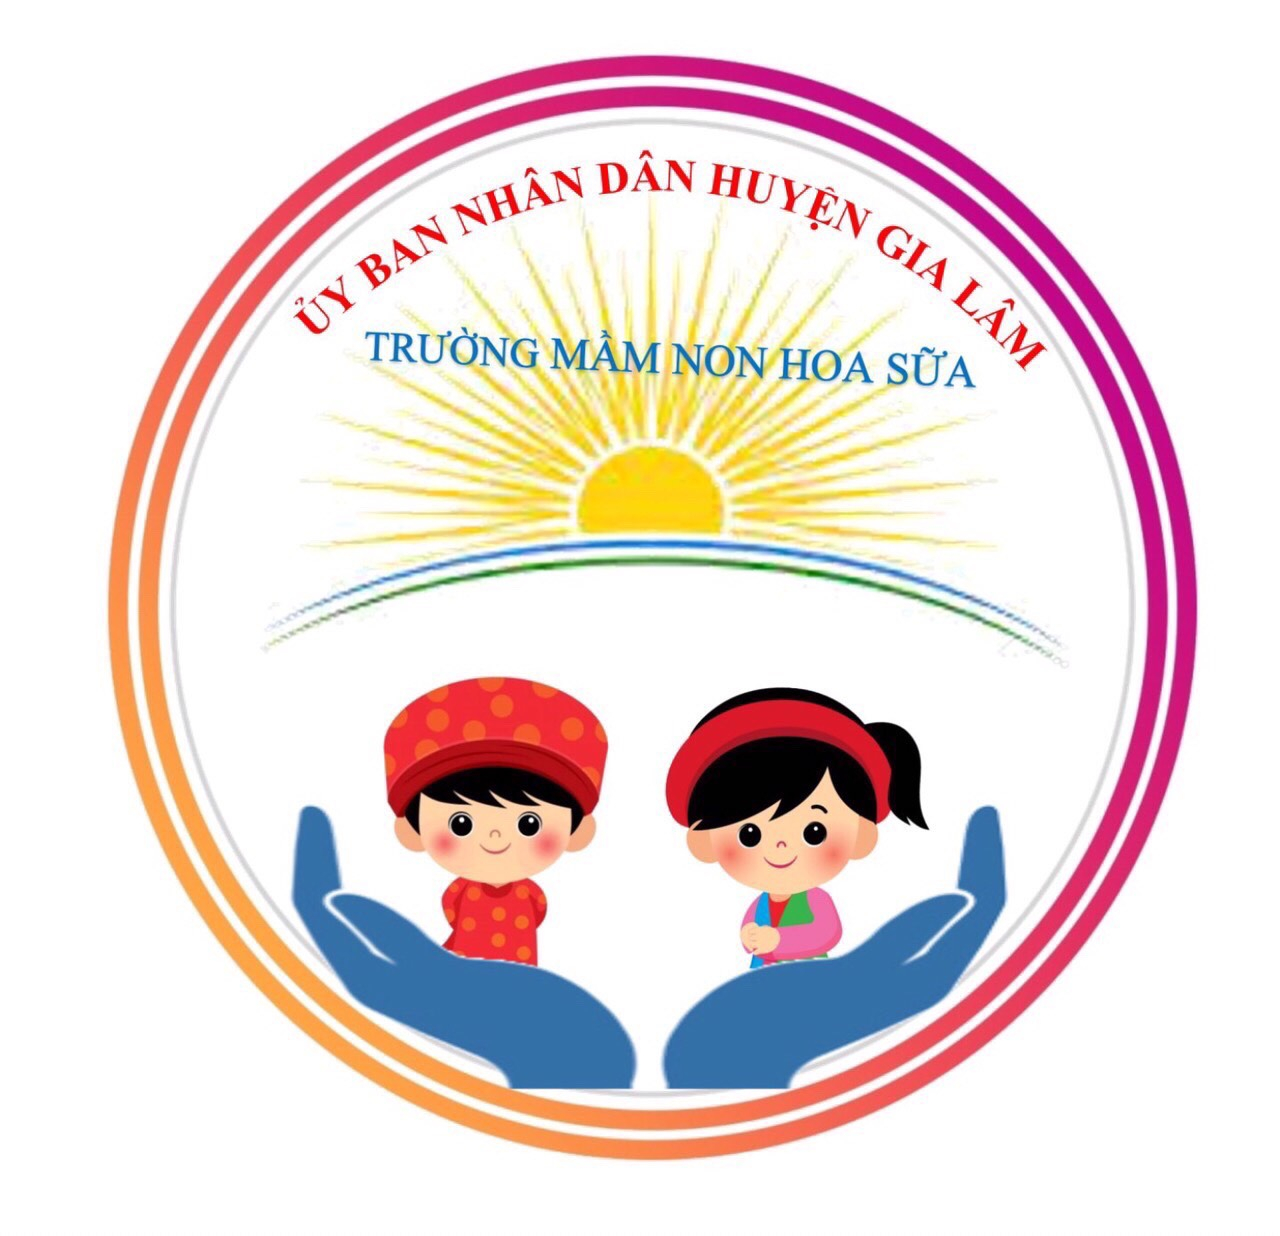 ỦY BAN NHÂN DÂN HUYỆN GIA LÂM
TRƯỜNG MẦM NON HOA SỮA